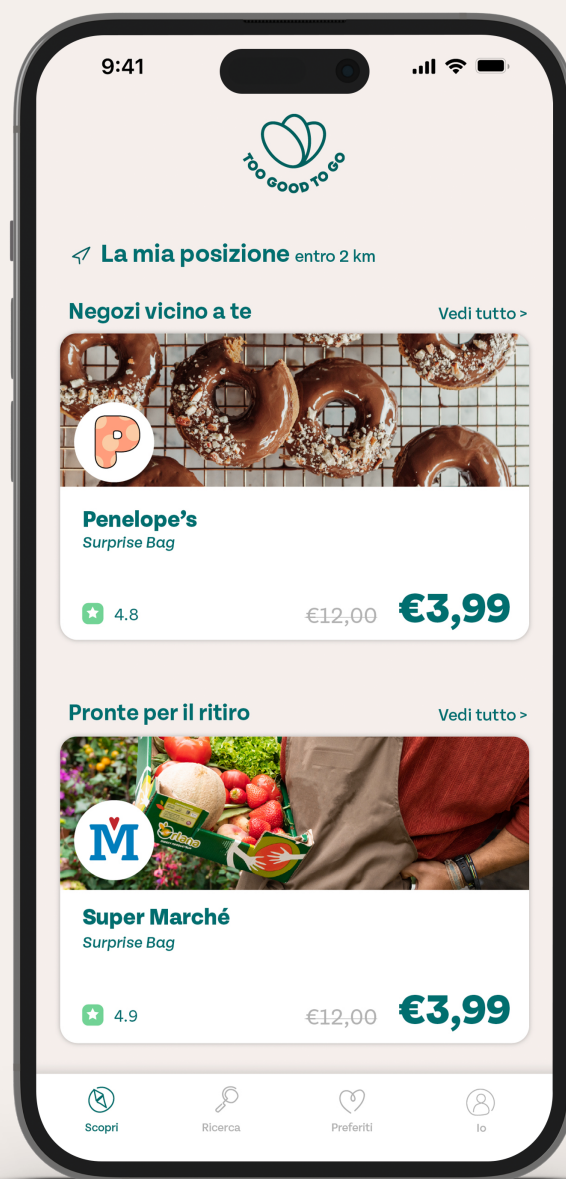 9:41
TOO GOOD TO GO
La mia posizione entro 2 km
Negozi vicino a te
Vedi tutto >
P
Penelope's
Surprise Bag
4.8
€12,00
€3,99
Pronte per il ritiro
Vedi tutto >
Oriana
M
Super Marché
Surprise Bag
4.9
€12,00
€3,99
Scopri
Ricerca
Preferiti
Io